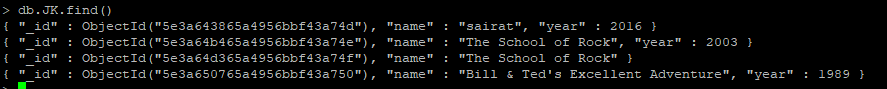 > db.JK.find()
{ "_id" : ObjectId("5e3a643865a4956bbf43a74d"), "name" : "sairat", "year" : 2016 }
{ "_id" : ObjectId("5e3a64b465a4956bbf43a74e"), "name" : "The School of Rock", "year" : 2003 }
{ "_id" : ObjectId("5e3a64d365a4956bbf43a74f"), "name" : "The School of Rock" }
{ "_id" : ObjectId("5e3a650765a4956bbf43a750"), "name" : "Bill & Ted's Excellent Adventure", "year" : 1989 }
>